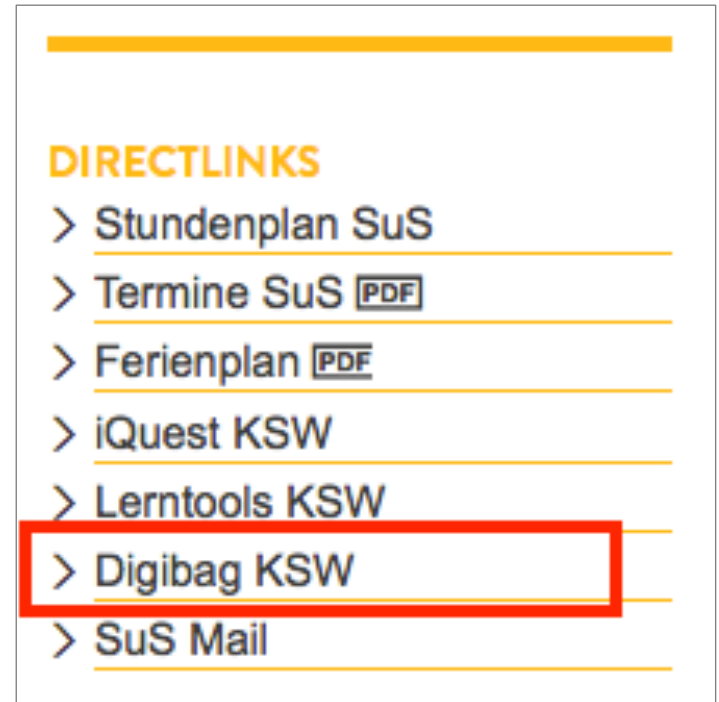 DIRECTLINKS
> Stundenplan SuS
> Termine SuS PDF
> Ferienplan PDF
> iQuest KSW
> Lerntools KSW
> Digibag KSW
> SuS Mail